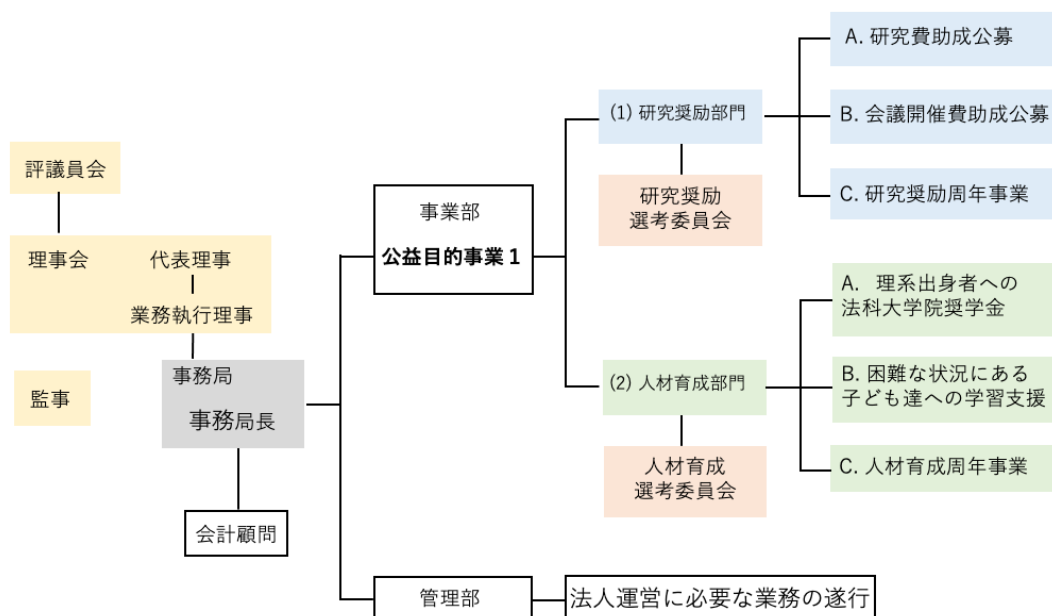 評議員会
理事会
代表理事
業務執行理事
監事
事務局
事務局長
会計顧問
事業部
公益目的事業1
管理部
法人運営に必要な業務の遂行
(1) 研究奨励部門
研究奨励
選考委員会
A. 研究費助成公募
B. 会議開催費助成公募
C. 研究奨励周年事業
(2) 人材育成部門
人材育成
選考委員会
A. 理系出身者への
法科大学院奨学金
B. 困難な状況にある
子ども達への学習支援
C. 人材育成周年事業